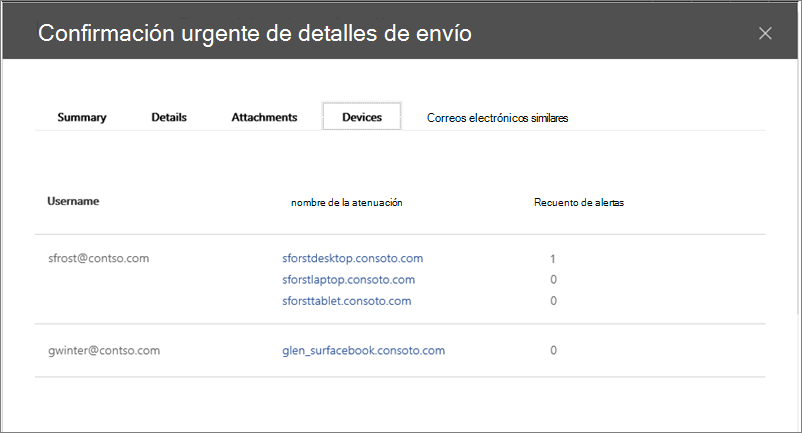 Confirmación urgente de detalles de envío
Summary Details Attachments Devices Correos electrónicos similares
Username nombre de la atenuación Recuento de alertas
sfrost@contso.com sforstdesktop.consoto.com 1
sforstlaptop.consoto.com 0
sforsttablet.consoto.com 0
gwinter@contso.com glen_surfacebook.consoto.com 0